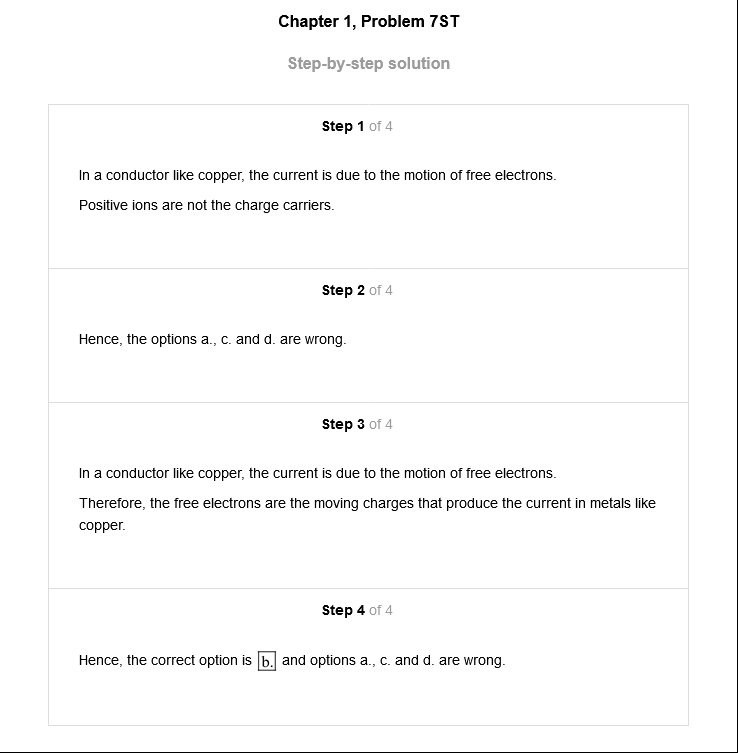 Chapter 1, Problem 7ST
Step-by-step solution
Step 1 of 4
In a conductor like copper, the current is due to the motion of free electrons.
Positive ions are not the charge carriers.
Step 2 of 4
Hence, the options a., c. and d. are wrong.
Step 3 of 4
In a conductor like copper, the current is due to the motion of free electrons.
Therefore, the free electrons are the moving charges that produce the current in metals like
copper.
Step 4 of 4
Hence, the correct option is b. and options a., c. and d. are wrong.